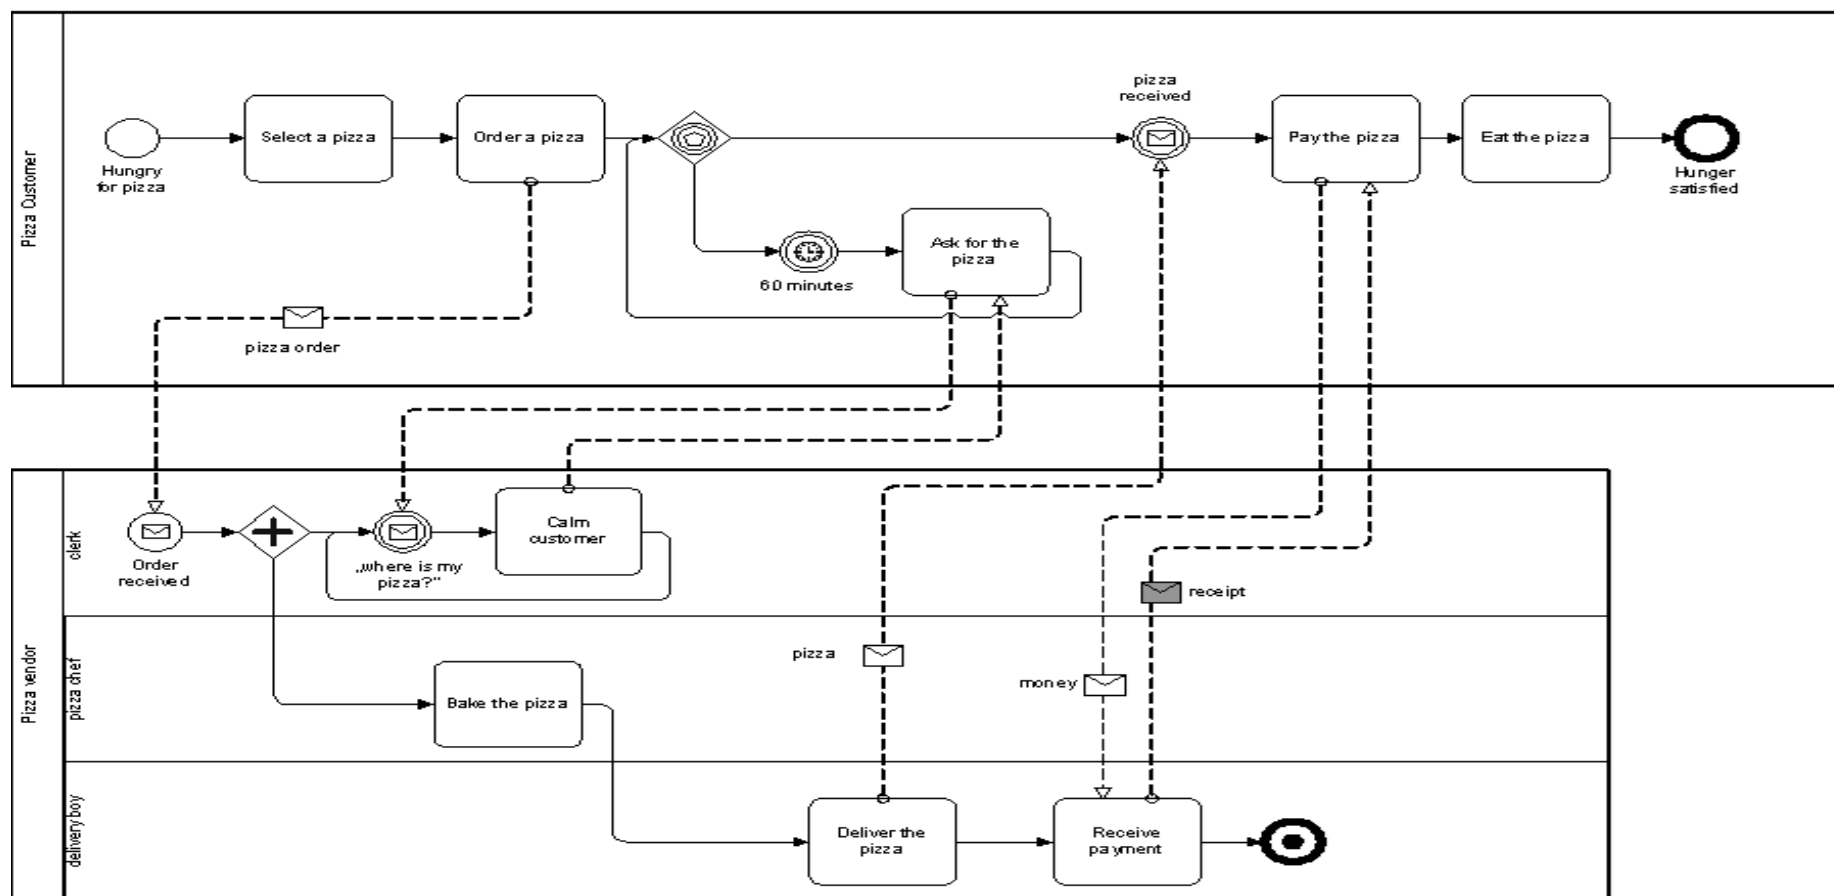 Pizza Customer
Hungry
for pizza
Select a pizza
Order a pizza
pizza
received
Pay the pizza
Eat the pizza
Hunger
satisfied
60 minutes
Ask for the
pizza
pizza order
Pizza vendor
clerk
Order
received
„where is my
pizza?"
Calm
customer
receipt
pizza chef
Bake the pizza
pizza
money
delivery boy
Deliver the
pizza
Receive
payment